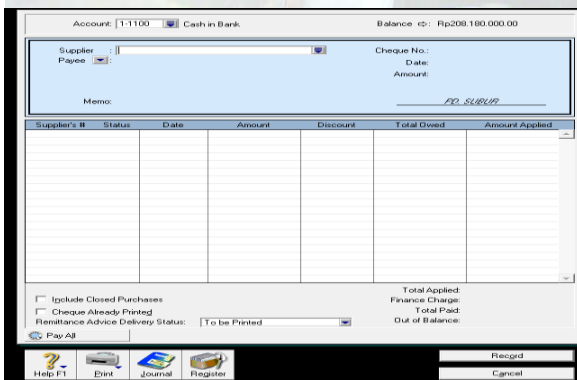 Account: 1-1100 Cash in Bank Balance ⇨: Rp208.180.000.00
Supplier : Cheque No.:
Payee : Date:
Amount:
Memo: PD. SUBUR
Supplier's # Status Date Amount Discount Total Owed Amount Applied
Total Applied:
Include Closed Purchases Finance Charge:
Cheque Already Printed Total Paid:
Remittance Advice Delivery Status: To be Printed Out of Balance:
Pay All
Help F1 Print Journal Register
Record
Cancel